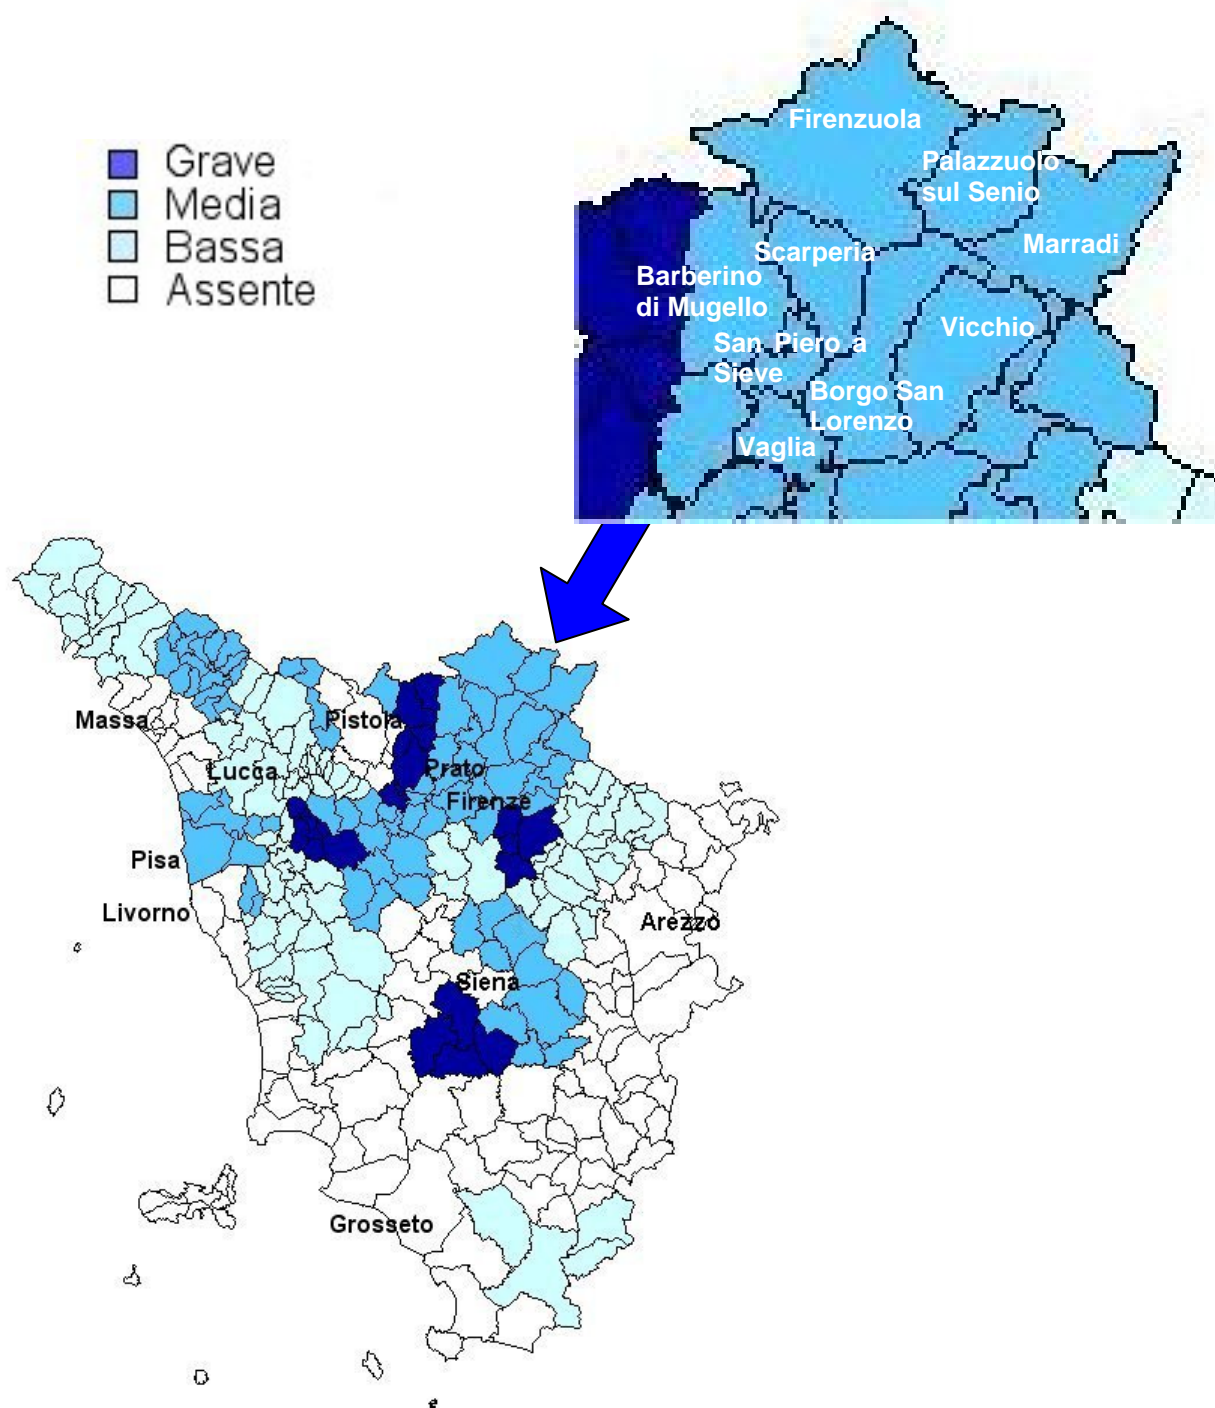 Grave
Media
Bassa
Assente
Firenzuola
Palazzuolo
sul Senio
Marradi
Scarperia
Barberino
di Mugello
Vicchio
San Piero a
Sieve
Borgo San
Lorenzo
Vaglia
Massa
Pistoia
Lucca
Prato
Firenze
Pisa
Livorno
Arezzo
Siena
Grosseto